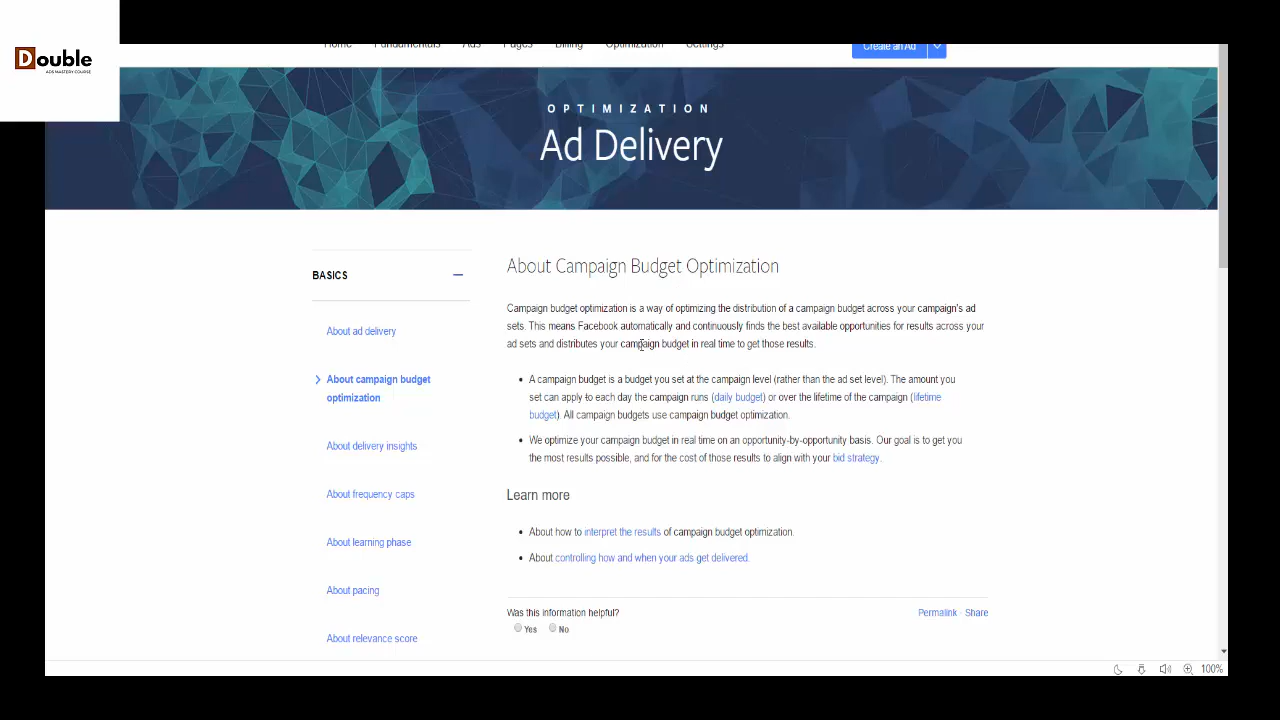 Double
ADS MASTERY COURSE
Home Fundamentals Ads Pages Billing Optimization Settings
Create an Ad
OPTIMIZATION
Ad Delivery
BASICS
About ad delivery
About campaign budget
optimization
About delivery insights
About frequency caps
About learning phase
About pacing
About relevance score
About Campaign Budget Optimization
Campaign budget optimization is a way of optimizing the distribution of a campaign budget across your campaign's ad
sets. This means Facebook automatically and continuously finds the best available opportunities for results across your
ad sets and distributes your campaign budget in real time to get those results.
• A campaign budget is a budget you set at the campaign level (rather than the ad set level). The amount you
set can apply to each day the campaign runs (daily budget) or over the lifetime of the campaign (lifetime
budget). All campaign budgets use campaign budget optimization.
• We optimize your campaign budget in real time on an opportunity-by-opportunity basis. Our goal is to get you
the most results possible, and for the cost of those results to align with your bid strategy.
Learn more
• About how to interpret the results of campaign budget optimization.
• About controlling how and when your ads get delivered.
Was this information helpful?
Yes No
Permalink · Share
100%